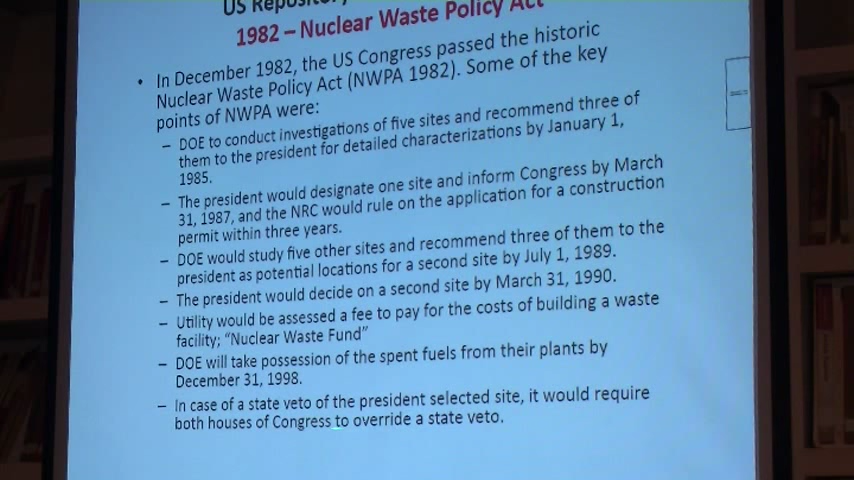 US Repository
1982 – Nuclear Waste Policy Act
• In December 1982, the US Congress passed the historic
Nuclear Waste Policy Act (NWPA 1982). Some of the key
points of NWPA were:
– DOE to conduct investigations of five sites and recommend three of
them to the president for detailed characterizations by January 1,
1985.
– The president would designate one site and inform Congress by March
31, 1987, and the NRC would rule on the application for a construction
permit within three years.
– DOE would study five other sites and recommend three of them to the
president as potential locations for a second site by July 1, 1989.
– The president would decide on a second site by March 31, 1990.
– Utility would be assessed a fee to pay for the costs of building a waste
facility; “Nuclear Waste Fund”
– DOE will take possession of the spent fuels from their plants by
December 31, 1998.
– In case of a state veto of the president selected site, it would require
both houses of Congress to override a state veto.